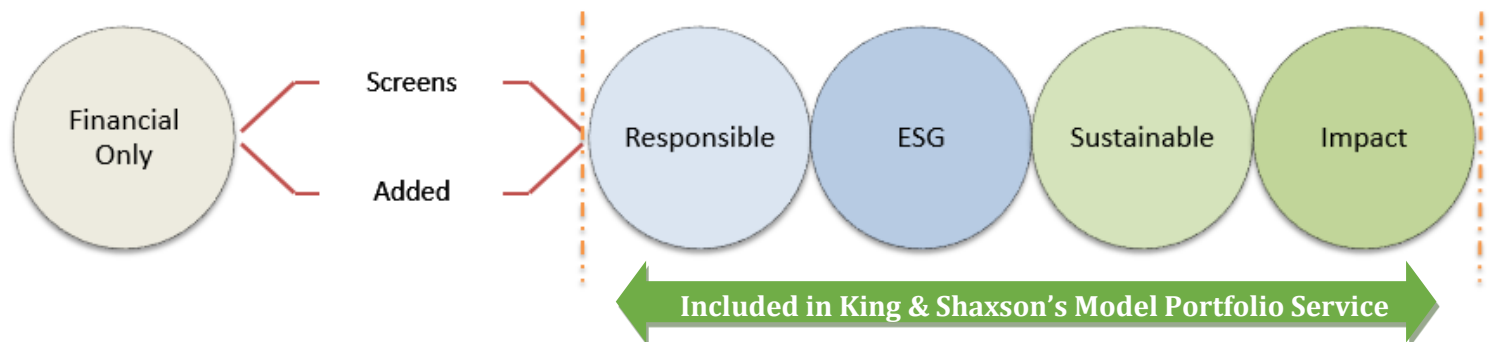 Financial
Only
Screens
Added
Responsible
ESG
Sustainable
Impact
Included in King & Shaxson’s Model Portfolio Service